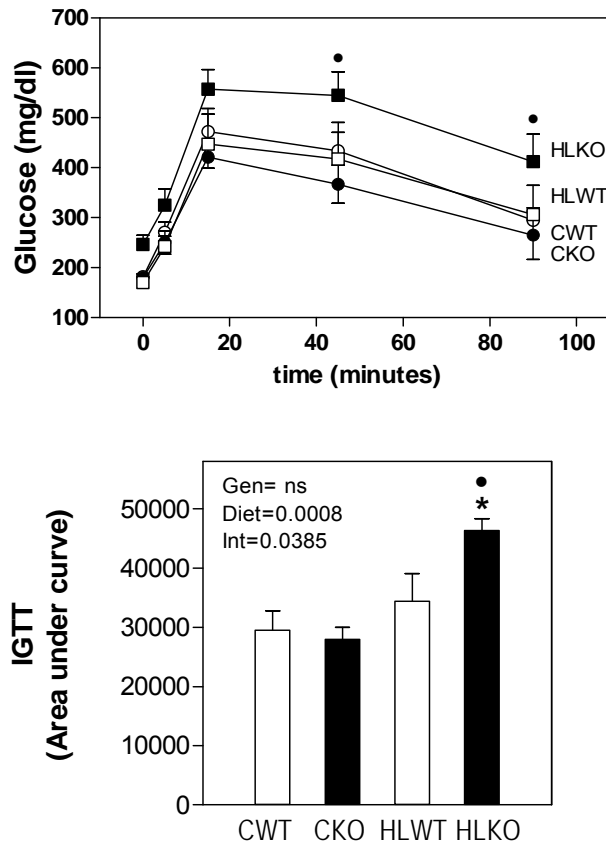 700
600
500
400
300
200
100
Glucose (mg/dl)
HLKO
HLWT
CWT
CKO
0 20 40 60 80 100
time (minutes)
Gen= ns
Diet=0.0008
Int=0.0385
*
50000
40000
30000
20000
10000
0
IGTT
(Area under curve)
CWT CKO HLWT HLKO